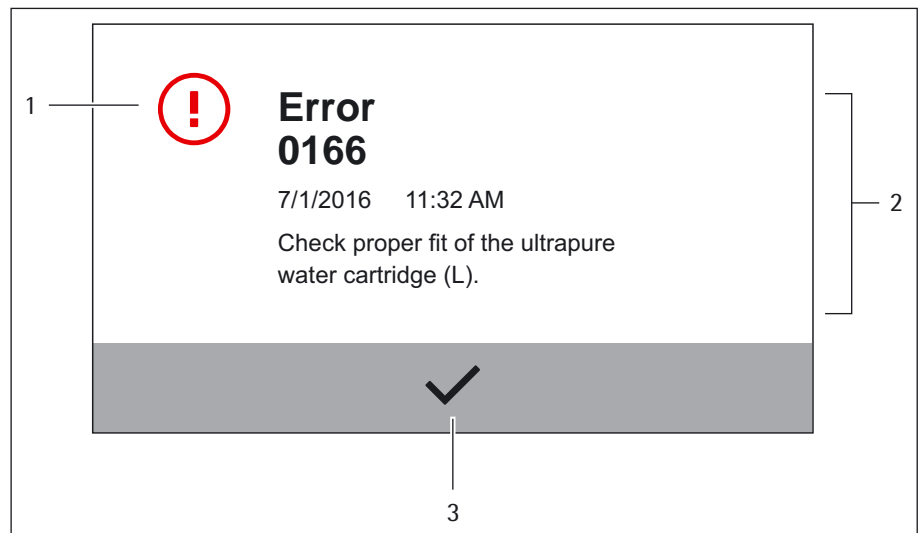 1
Error
0166
7/1/2016 11:32 AM
Check proper fit of the ultrapure
water cartridge (L).
2
3